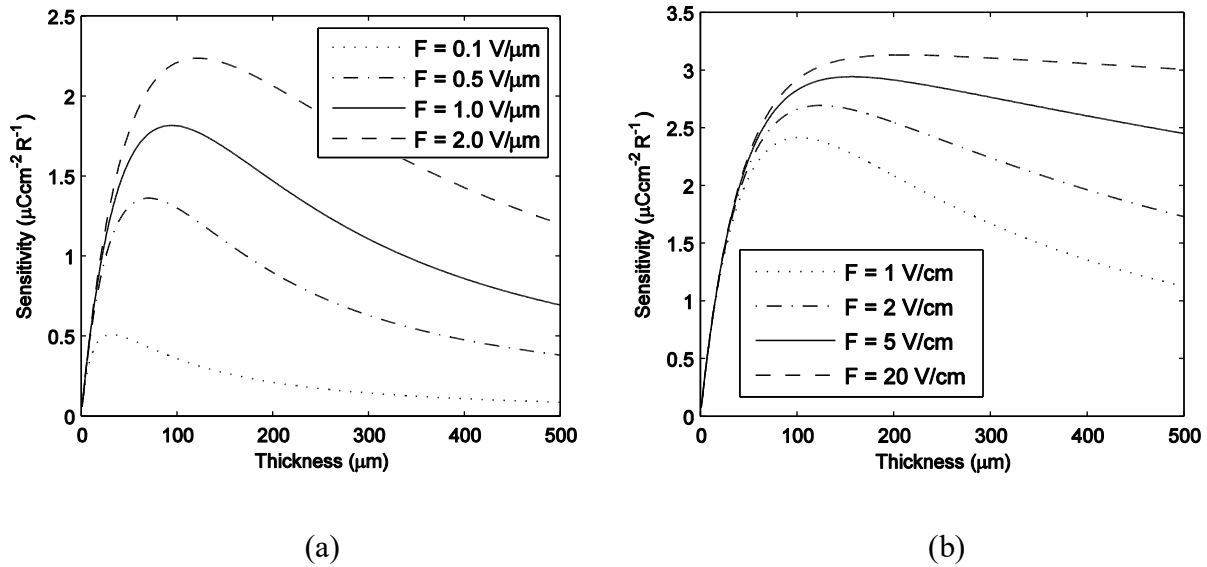 2.5
2
1.5
1
0.5
0
Sensitivity (μCcm⁻² R⁻¹)
F = 0.1 V/μm
F = 0.5 V/μm
F = 1.0 V/μm
F = 2.0 V/μm
0 100 200 300 400 500
Thickness (μm)
(a)
3.5
3
2.5
2
1.5
1
0.5
0
Sensitivity (μCcm⁻² R⁻¹)
F = 1 V/cm
F = 2 V/cm
F = 5 V/cm
F = 20 V/cm
0 100 200 300 400 500
Thickness (μm)
(b)